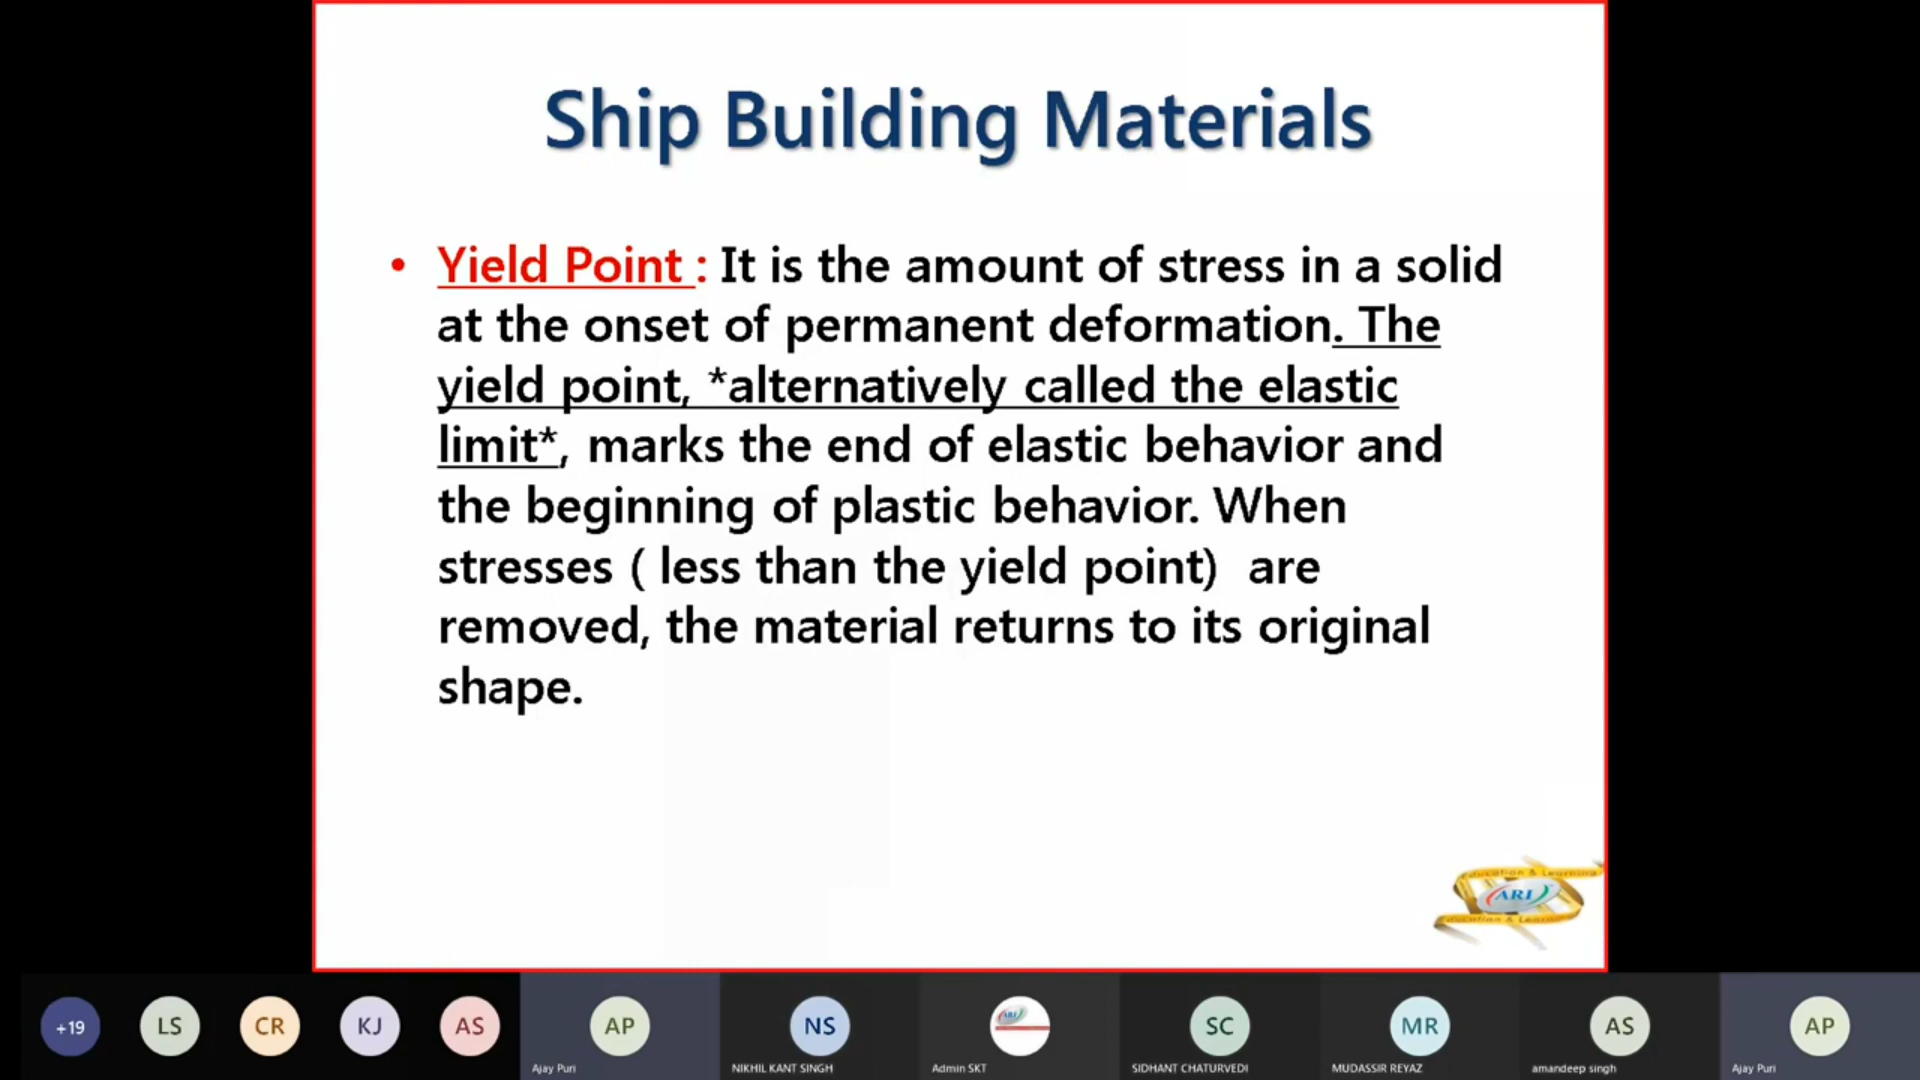 Ship Building Materials
• Yield Point : It is the amount of stress in a solid
at the onset of permanent deformation. The
yield point, *alternatively called the elastic
limit*, marks the end of elastic behavior and
the beginning of plastic behavior. When
stresses ( less than the yield point)  are
removed, the material returns to its original
shape.
Education & Learning
ARI
Education & Learning
+19
LS
CR
KJ
AS
AP
NS
SC
MR
AS
AP
Ajay Puri
NIKHIL KANT SINGH
Admin SKT
SIDHANT CHATURVEDI
MUDASSIR REYAZ
amandeep singh
Ajay Puri